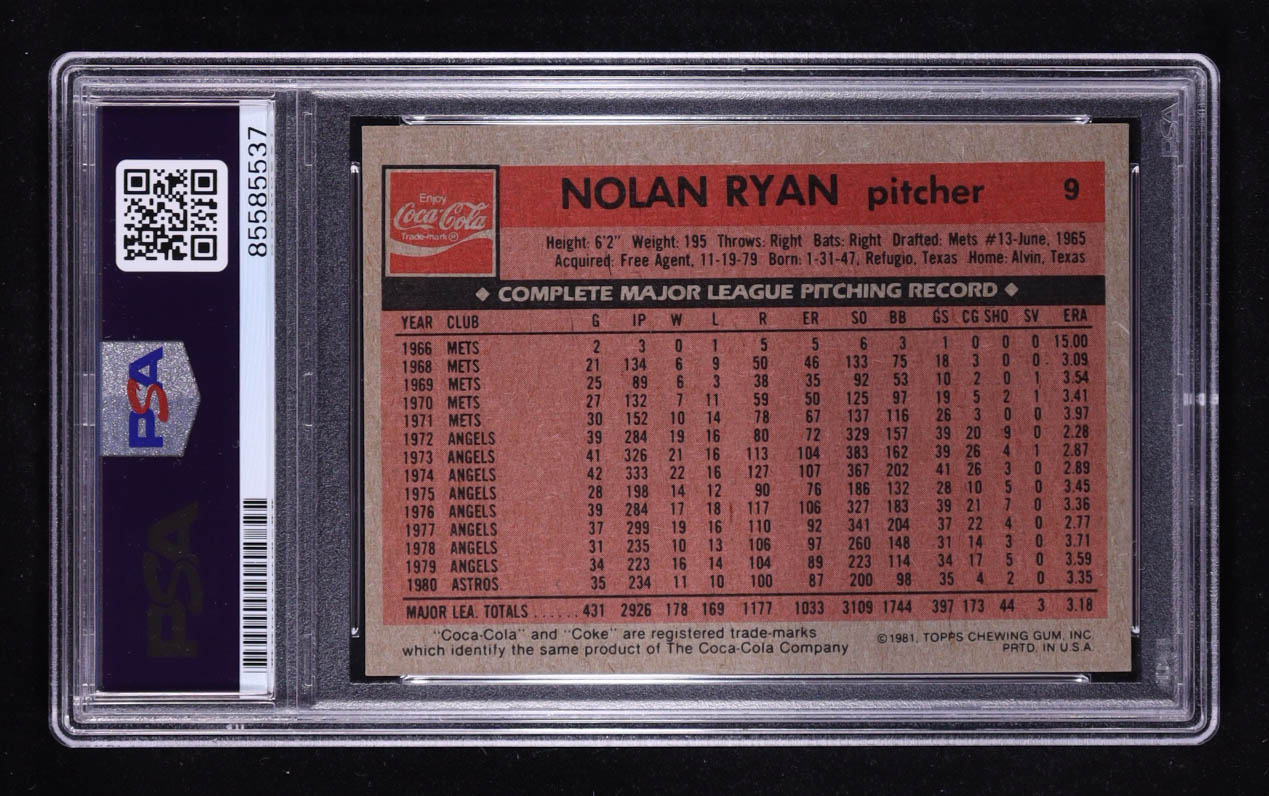 85585537
PSA
PSA
PSA
Enjoy
Coca-Cola
Trade-mark ®
NOLAN RYAN pitcher 9
Height: 6'2" Weight: 195 Throws: Right Bats: Right Drafted: Mets #13-June, 1965
Acquired: Free Agent, 11-19-79 Born: 1-31-47, Refugio, Texas Home: Alvin, Texas
◆ COMPLETE MAJOR LEAGUE PITCHING RECORD ◆
YEAR CLUB G IP W L R ER SO BB GS CG SHO SV ERA
1966 METS 2 3 0 1 5 5 6 3 1 0 0 0 15.00
1968 METS 21 134 6 9 50 46 133 75 18 3 0 0 3.09
1969 METS 25 89 6 3 38 35 92 53 10 2 0 1 3.54
1970 METS 27 132 7 11 59 50 125 97 19 5 2 1 3.41
1971 METS 30 152 10 14 78 67 137 116 26 3 0 0 3.97
1972 ANGELS 39 284 19 16 80 72 329 157 39 20 9 0 2.28
1973 ANGELS 41 326 21 16 113 104 383 162 39 26 4 1 2.87
1974 ANGELS 42 333 22 16 127 107 367 202 41 26 3 0 2.89
1975 ANGELS 28 198 14 12 90 76 186 132 28 10 5 0 3.45
1976 ANGELS 39 284 17 18 117 106 327 183 39 21 7 0 3.36
1977 ANGELS 37 299 19 16 110 92 341 204 37 22 4 0 2.77
1978 ANGELS 31 235 10 13 106 97 260 148 31 14 3 0 3.71
1979 ANGELS 34 223 16 14 104 89 223 114 34 17 5 0 3.59
1980 ASTROS 35 234 11 10 100 87 200 98 35 4 2 0 3.35
MAJOR LEA. TOTALS ...... 431 2926 178 169 1177 1033 3109 1744 397 173 44 3 3.18
"Coca-Cola" and "Coke" are registered trade-marks
which identify the same product of The Coca-Cola Company
©1981, TOPPS CHEWING GUM, INC.
PRTD. IN U.S.A.